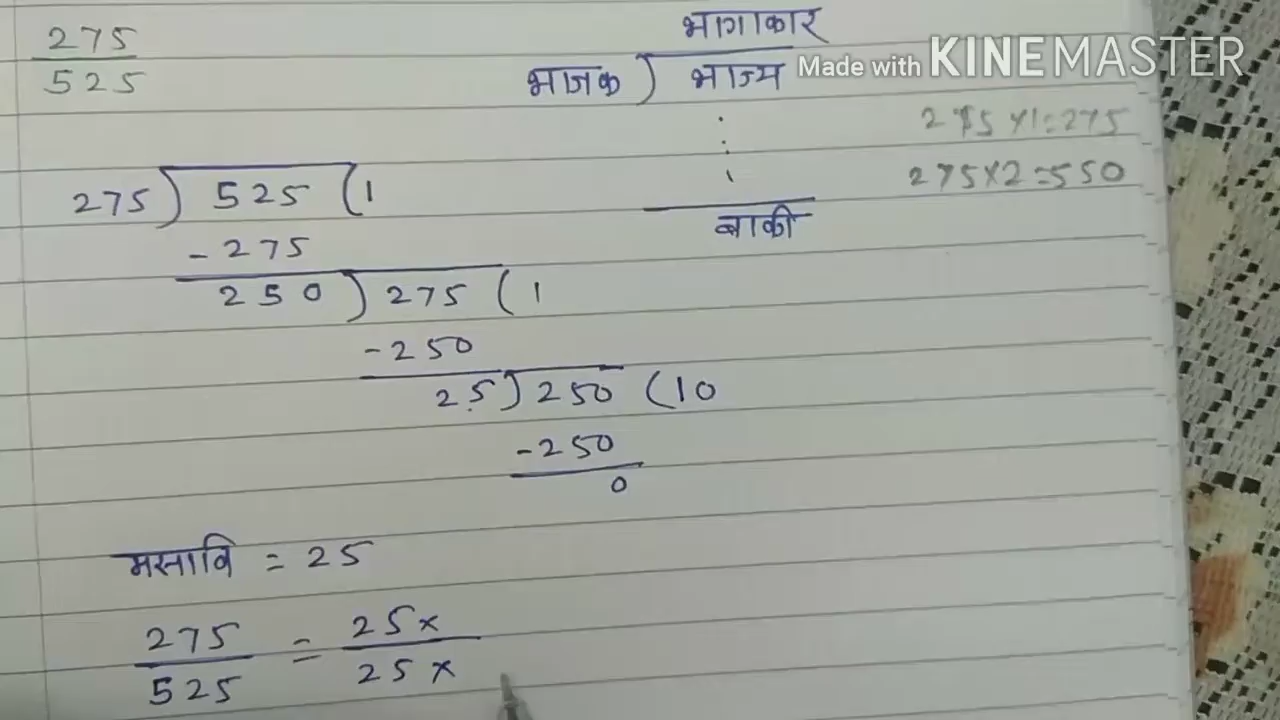 275
525
भागाकार
भाजक ) भाज्य
Made with KINEMASTER
275 x 1 = 275
275 x 2 = 550
बाकी
275 ) 525 ( 1
- 275
250 ) 275 ( 1
- 250
25 ) 250 ( 10
- 250
0
मसावि = 25
275 = 25 x
525 25 x